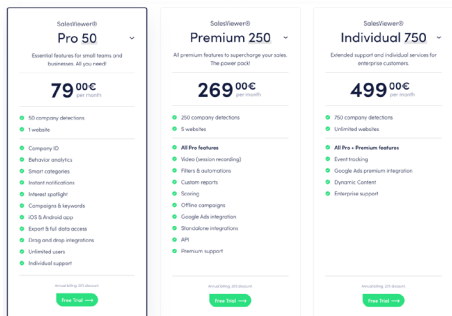 SalesViewer®
Pro 50
Essential features for small teams and
businesses. All you need!
79 00€
per month
50 company detections
1 website
Company ID
Behavior analytics
Smart categories
Instant notifications
Interest spotlight
Campaigns & keywords
iOS & Android app
Export & full data access
Drag and drop integrations
Unlimited users
Individual support
Free Trial →
SalesViewer®
Premium 250
All premium features to supercharge your sales.
The power pack!
269 00€
per month
250 company detections
5 websites
All Pro features
Video (session recording)
Filters & automations
Custom reports
Scoring
Offline campaigns
Google Ads integration
Standalone integrations
API
Premium support
Free Trial →
SalesViewer®
Individual 750
Extended support and individual services for
enterprise customers.
499 00€
per month
750 company detections
Unlimited websites
All Pro + Premium features
Event tracking
Google Ads premium integration
Dynamic Content
Enterprise support
Free Trial →